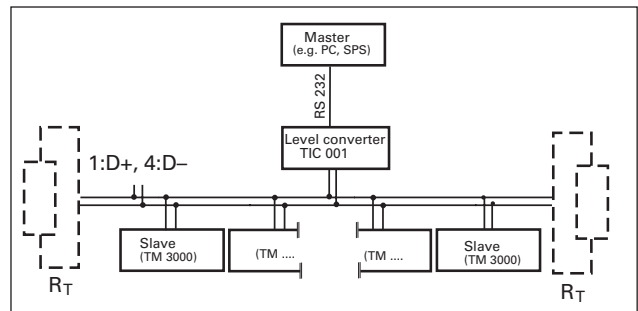 Master
(e.g. PC, SPS)
RS 232
Level converter
TIC 001
1:D+, 4:D–
Slave
(TM 3000)
(TM ....
(TM ....
Slave
(TM 3000)
RT
RT